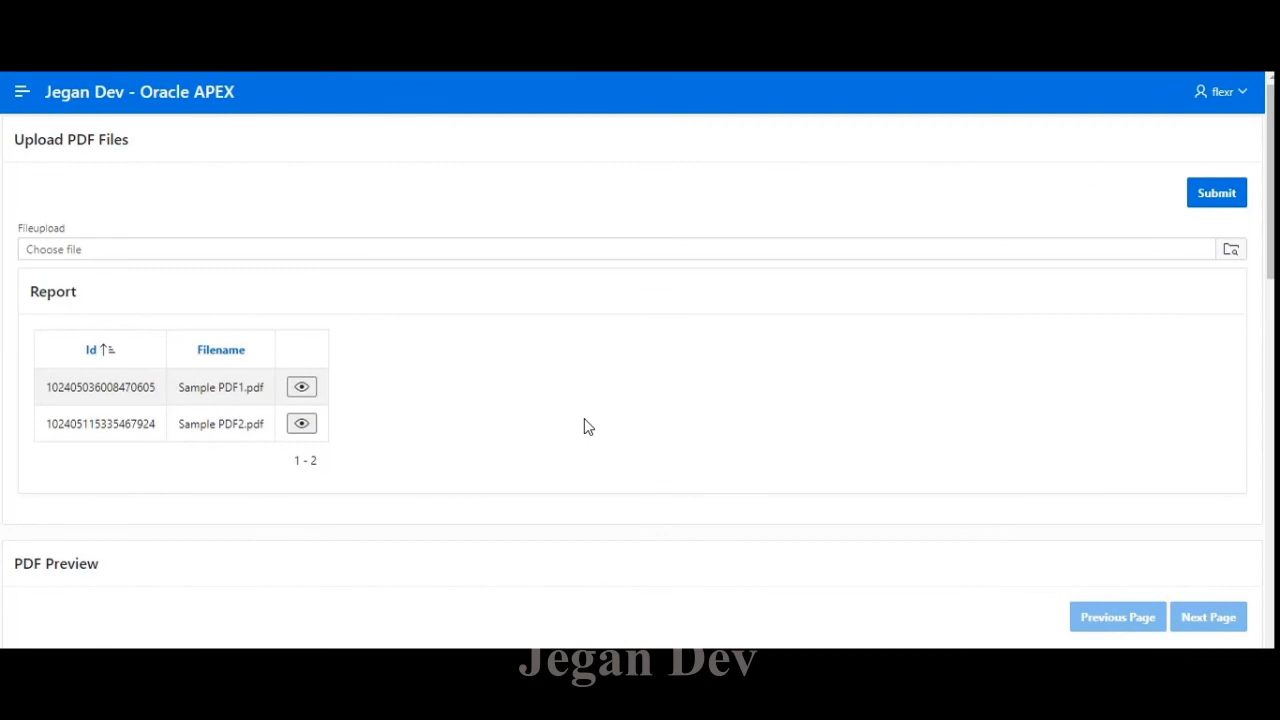 Jegan Dev - Oracle APEX
flexr
Upload PDF Files
Submit
Fileupload
Choose file
Report
Id Filename
102405036008470605 Sample PDF1.pdf
102405115335467924 Sample PDF2.pdf
1 - 2
PDF Preview
Previous Page Next Page
Jegan Dev